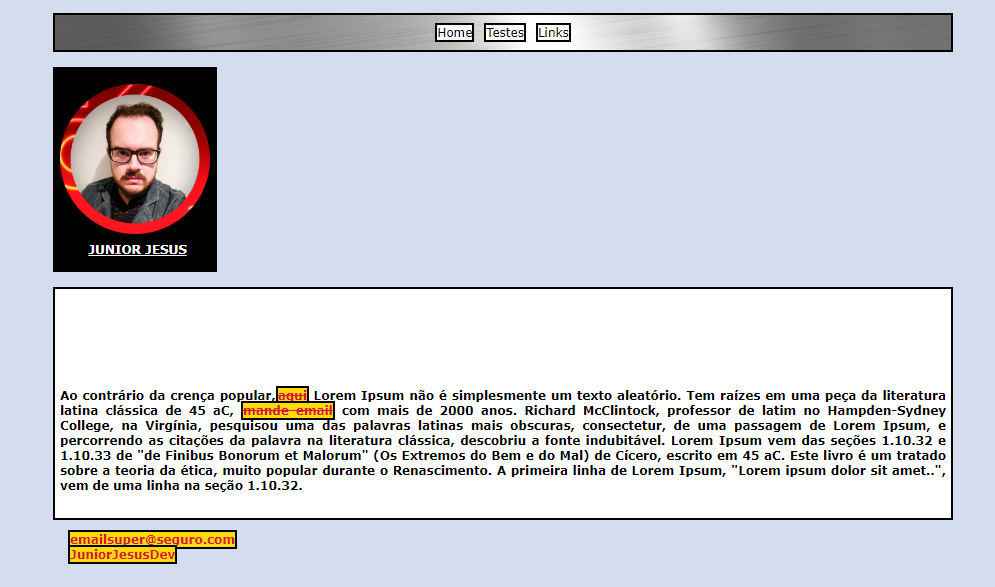 Home Testes Links
JUNIOR JESUS
Ao contrário da crença popular,aqui Lorem Ipsum não é simplesmente um texto aleatório. Tem raízes em uma peça da literatura
latina clássica de 45 aC, mande email com mais de 2000 anos. Richard McClintock, professor de latim no Hampden-Sydney
College, na Virgínia, pesquisou uma das palavras latinas mais obscuras, consectetur, de uma passagem de Lorem Ipsum, e
percorrendo as citações da palavra na literatura clássica, descobriu a fonte indubitável. Lorem Ipsum vem das seções 1.10.32 e
1.10.33 de "de Finibus Bonorum et Malorum" (Os Extremos do Bem e do Mal) de Cícero, escrito em 45 aC. Este livro é um tratado
sobre a teoria da ética, muito popular durante o Renascimento. A primeira linha de Lorem Ipsum, "Lorem ipsum dolor sit amet..",
vem de uma linha na seção 1.10.32.
emailsuper@seguro.com
JuniorJesusDev